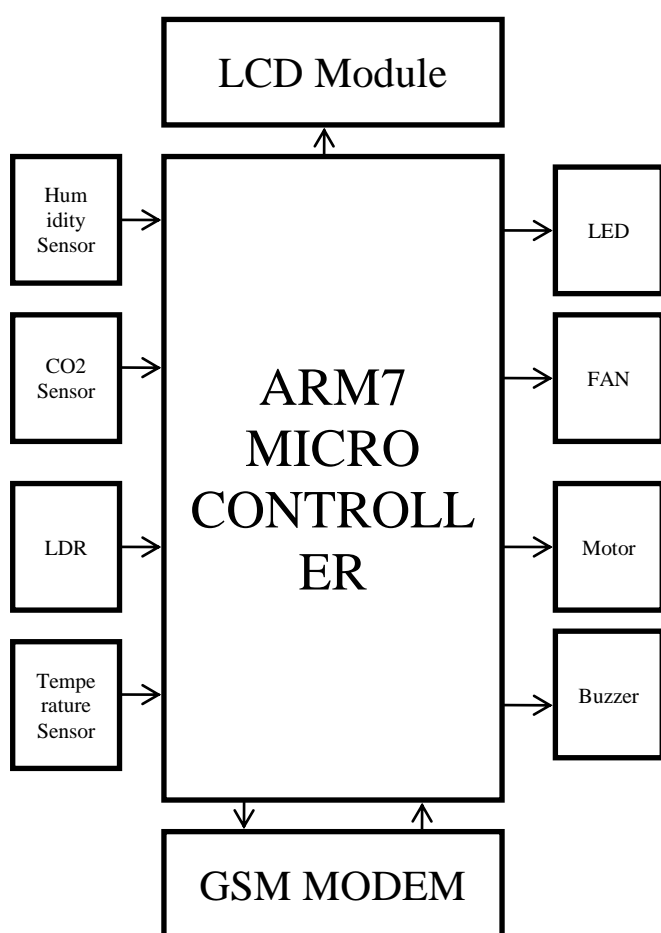 LCD Module
Hum
idity
Sensor
CO2
Sensor
LDR
Tempe
rature
Sensor
ARM7
MICRO
CONTROLL
ER
LED
FAN
Motor
Buzzer
GSM MODEM